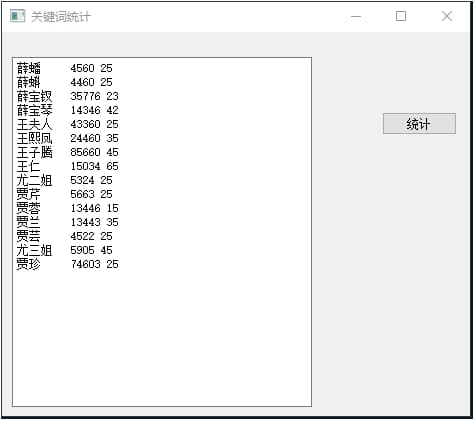 关键词统计
薛蟠 4560 25
薛蝌 4460 25
薛宝钗 35776 23
薛宝琴 14346 42
王夫人 43360 25
王熙凤 24460 35
王子腾 85660 45
王仁 15034 65
尤二姐 5324 25
贾芹 5663 25
贾蓉 13446 15
贾兰 13443 35
贾芸 4522 25
尤三姐 5905 45
贾珍 74603 25
统计